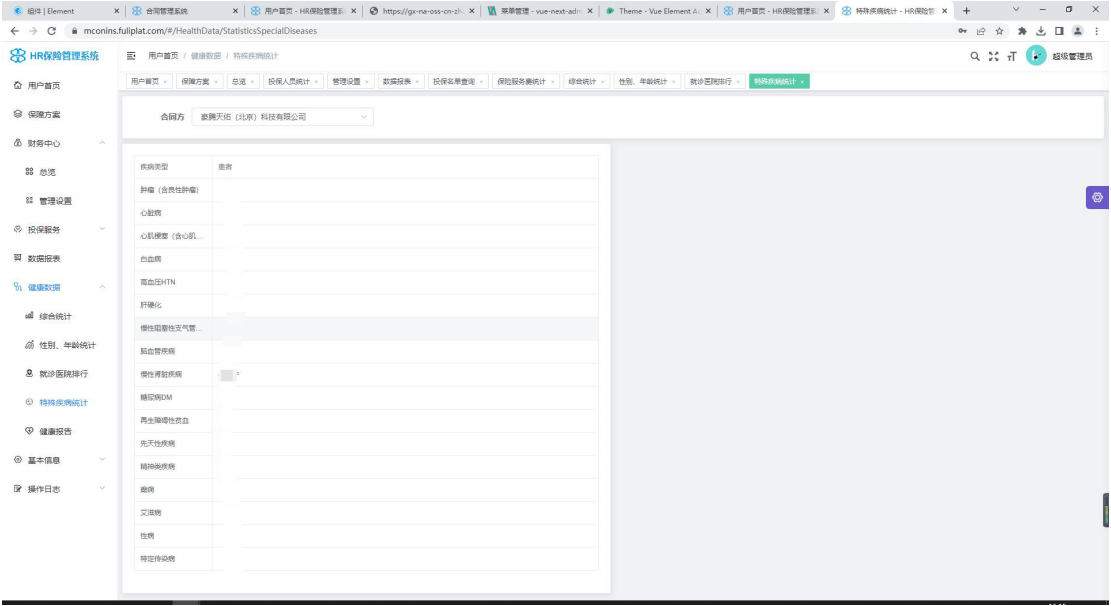 组件 | Element
合同管理系统
用户首页 - HR保险管理系
https://gx-na-oss-cn-zh
菜单管理 - vue-next-adm
Theme - Vue Element Ac
用户首页 - HR保险管理系
特殊疾病统计 - HR保险管
mconins.fuliplat.com/#/HealthData/StatisticsSpecialDiseases
HR保险管理系统
用户首页 / 健康数据 / 特殊疾病统计
超级管理员
用户首页
保障方案
总览
投保人员统计
管理设置
数据报表
投保名单查询
保险服务费统计
综合统计
性别、年龄统计
就诊医院排行
特殊疾病统计
用户首页
保障方案
财务中心
总览
管理设置
投保服务
数据报表
健康数据
综合统计
性别、年龄统计
就诊医院排行
特殊疾病统计
健康报告
基本信息
操作日志
合同方
豪腾天佑（北京）科技有限公司
疾病类型 患者
肿瘤（含良性肿瘤）
心脏病
心肌梗塞（含心肌...
白血病
高血压HTN
肝硬化
慢性阻塞性支气管...
脑血管疾病
慢性肾脏疾病
糖尿病DM
再生障碍性贫血
先天性疾病
精神类疾病
癫痫
艾滋病
性病
特定传染病